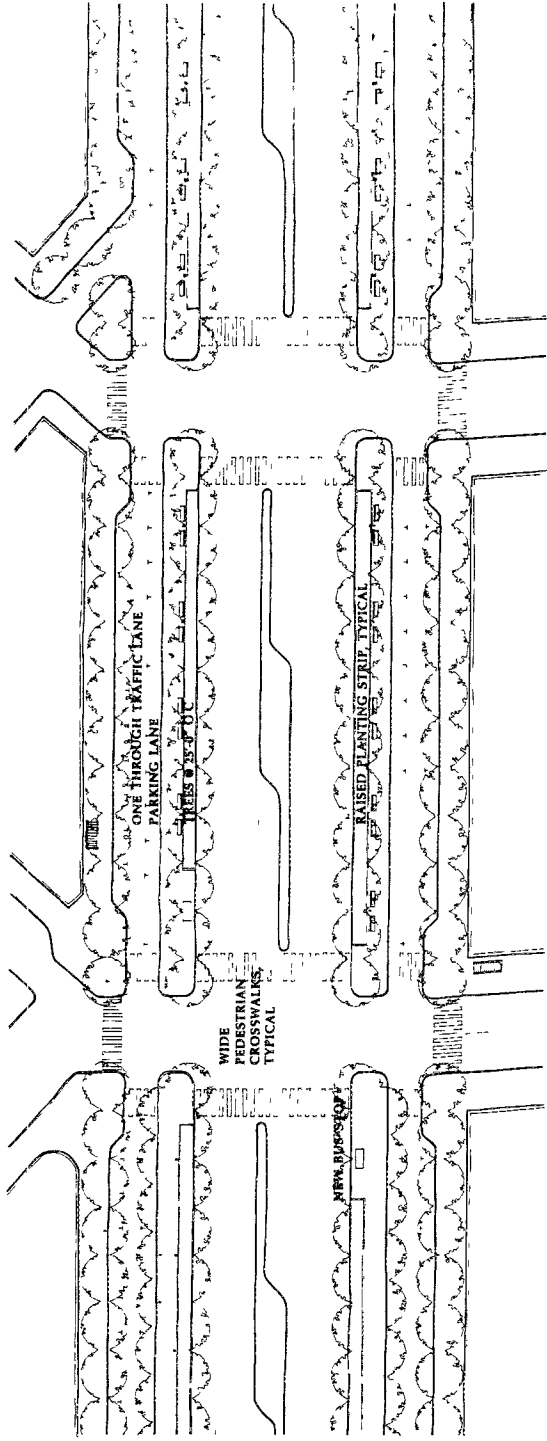 ONE THROUGH TRAFFIC LANE
PARKING LANE
TREES @ 25'-0" O C
RAISED PLANTING STRIP, TYPICAL
WIDE
PEDESTRIAN
CROSSWALKS,
TYPICAL
NEW BUS STOP